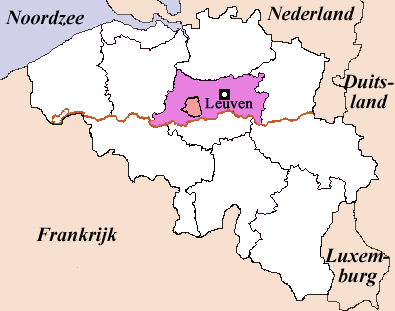 Noordzee
Nederland
Duits-
land
Leuven
Frankrijk
Luxem-
burg